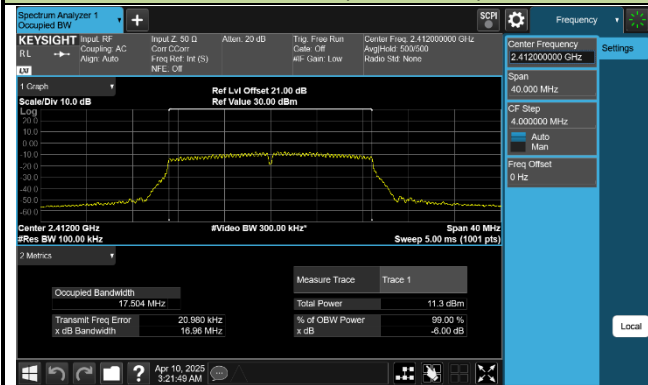 Spectrum Analyzer 1
Occupied BW
SCPI
Frequency
KEYSIGHT
RL
LXI
Input: RF
Coupling: AC
Align: Auto
Input Z: 50 Ω
Corr CCorr
Freq Ref: Int (S)
NFE: Off
Atten: 20 dB
Trig: Free Run
Gate: Off
#IF Gain: Low
Center Freq: 2.412000000 GHz
Avg|Hold: 500/500
Radio Std: None
Center Frequency
2.412000000 GHz
Settings
Span
40.000 MHz
CF Step
4.000000 MHz
Auto
Man
Freq Offset
0 Hz
Local
1 Graph
Scale/Div 10.0 dB
Ref Lvl Offset 21.00 dB
Ref Value 30.00 dBm
Log
20.0
10.0
0.00
-10.0
-20.0
-30.0
-40.0
-50.0
-60.0
Center 2.41200 GHz
#Video BW 300.00 kHz*
Span 40 MHz
#Res BW 100.00 kHz
Sweep 5.00 ms (1001 pts)
2 Metrics
Measure Trace
Trace 1
Occupied Bandwidth
17.504 MHz
Total Power
11.3 dBm
Transmit Freq Error
20.980 kHz
% of OBW Power
99.00 %
x dB Bandwidth
16.96 MHz
x dB
-6.00 dB
?
Apr 10, 2025
3:21:49 AM